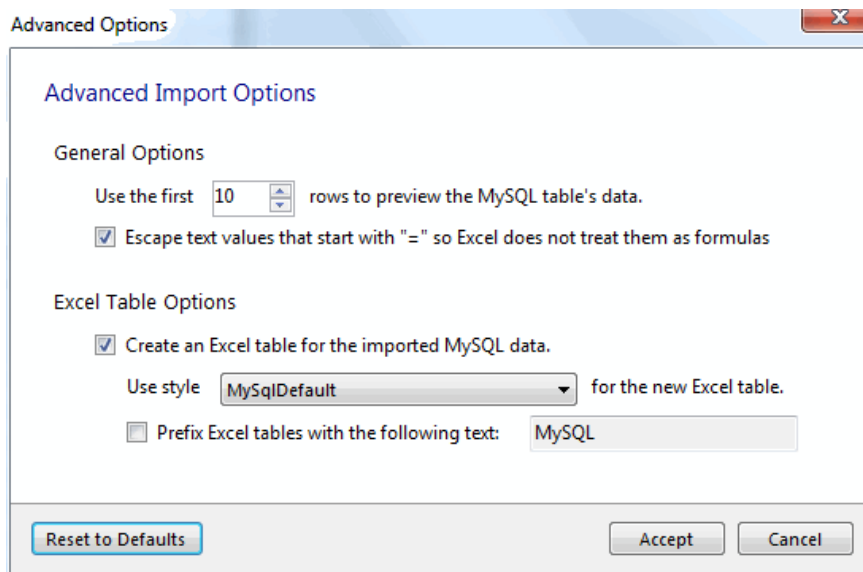 Advanced Options
Advanced Import Options
General Options
Use the first 10 rows to preview the MySQL table's data.
Escape text values that start with "=" so Excel does not treat them as formulas
Excel Table Options
Create an Excel table for the imported MySQL data.
Use style MySqlDefault for the new Excel table.
Prefix Excel tables with the following text: MySQL
Reset to Defaults Accept Cancel